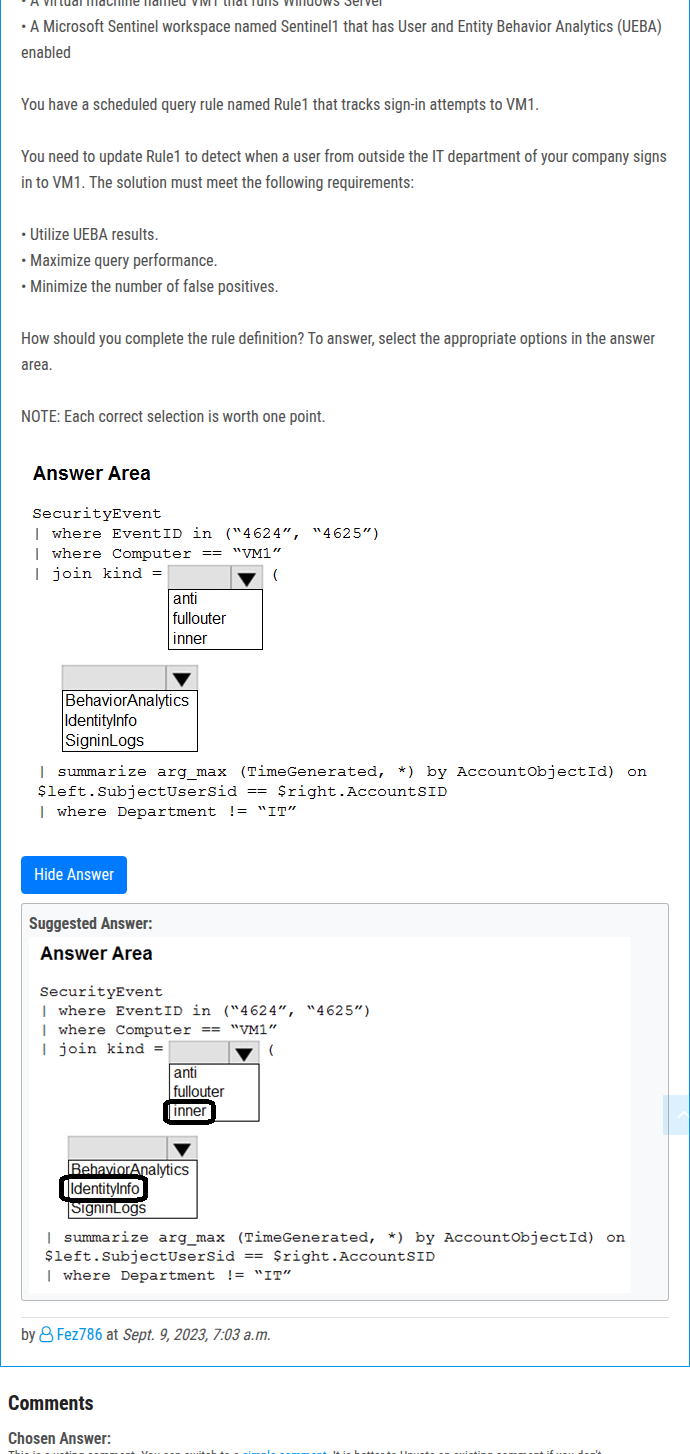 • A virtual machine named VM1 that runs Windows Server
• A Microsoft Sentinel workspace named Sentinel1 that has User and Entity Behavior Analytics (UEBA)
enabled
You have a scheduled query rule named Rule1 that tracks sign-in attempts to VM1.
You need to update Rule1 to detect when a user from outside the IT department of your company signs
in to VM1. The solution must meet the following requirements:
• Utilize UEBA results.
• Maximize query performance.
• Minimize the number of false positives.
How should you complete the rule definition? To answer, select the appropriate options in the answer
area.
NOTE: Each correct selection is worth one point.
Answer Area
SecurityEvent
| where EventID in (“4624”, “4625”)
| where Computer == “VM1”
| join kind = (
anti
fullouter
inner
BehaviorAnalytics
IdentityInfo
SigninLogs
| summarize arg_max (TimeGenerated, *) by AccountObjectId) on
$left.SubjectUserSid == $right.AccountSID
| where Department != “IT”
Hide Answer
Suggested Answer:
Answer Area
SecurityEvent
| where EventID in (“4624”, “4625”)
| where Computer == “VM1”
| join kind = (
anti
fullouter
inner
BehaviorAnalytics
IdentityInfo
SigninLogs
| summarize arg_max (TimeGenerated, *) by AccountObjectId) on
$left.SubjectUserSid == $right.AccountSID
| where Department != “IT”
by Fez786 at Sept. 9, 2023, 7:03 a.m.
Comments
Chosen Answer: